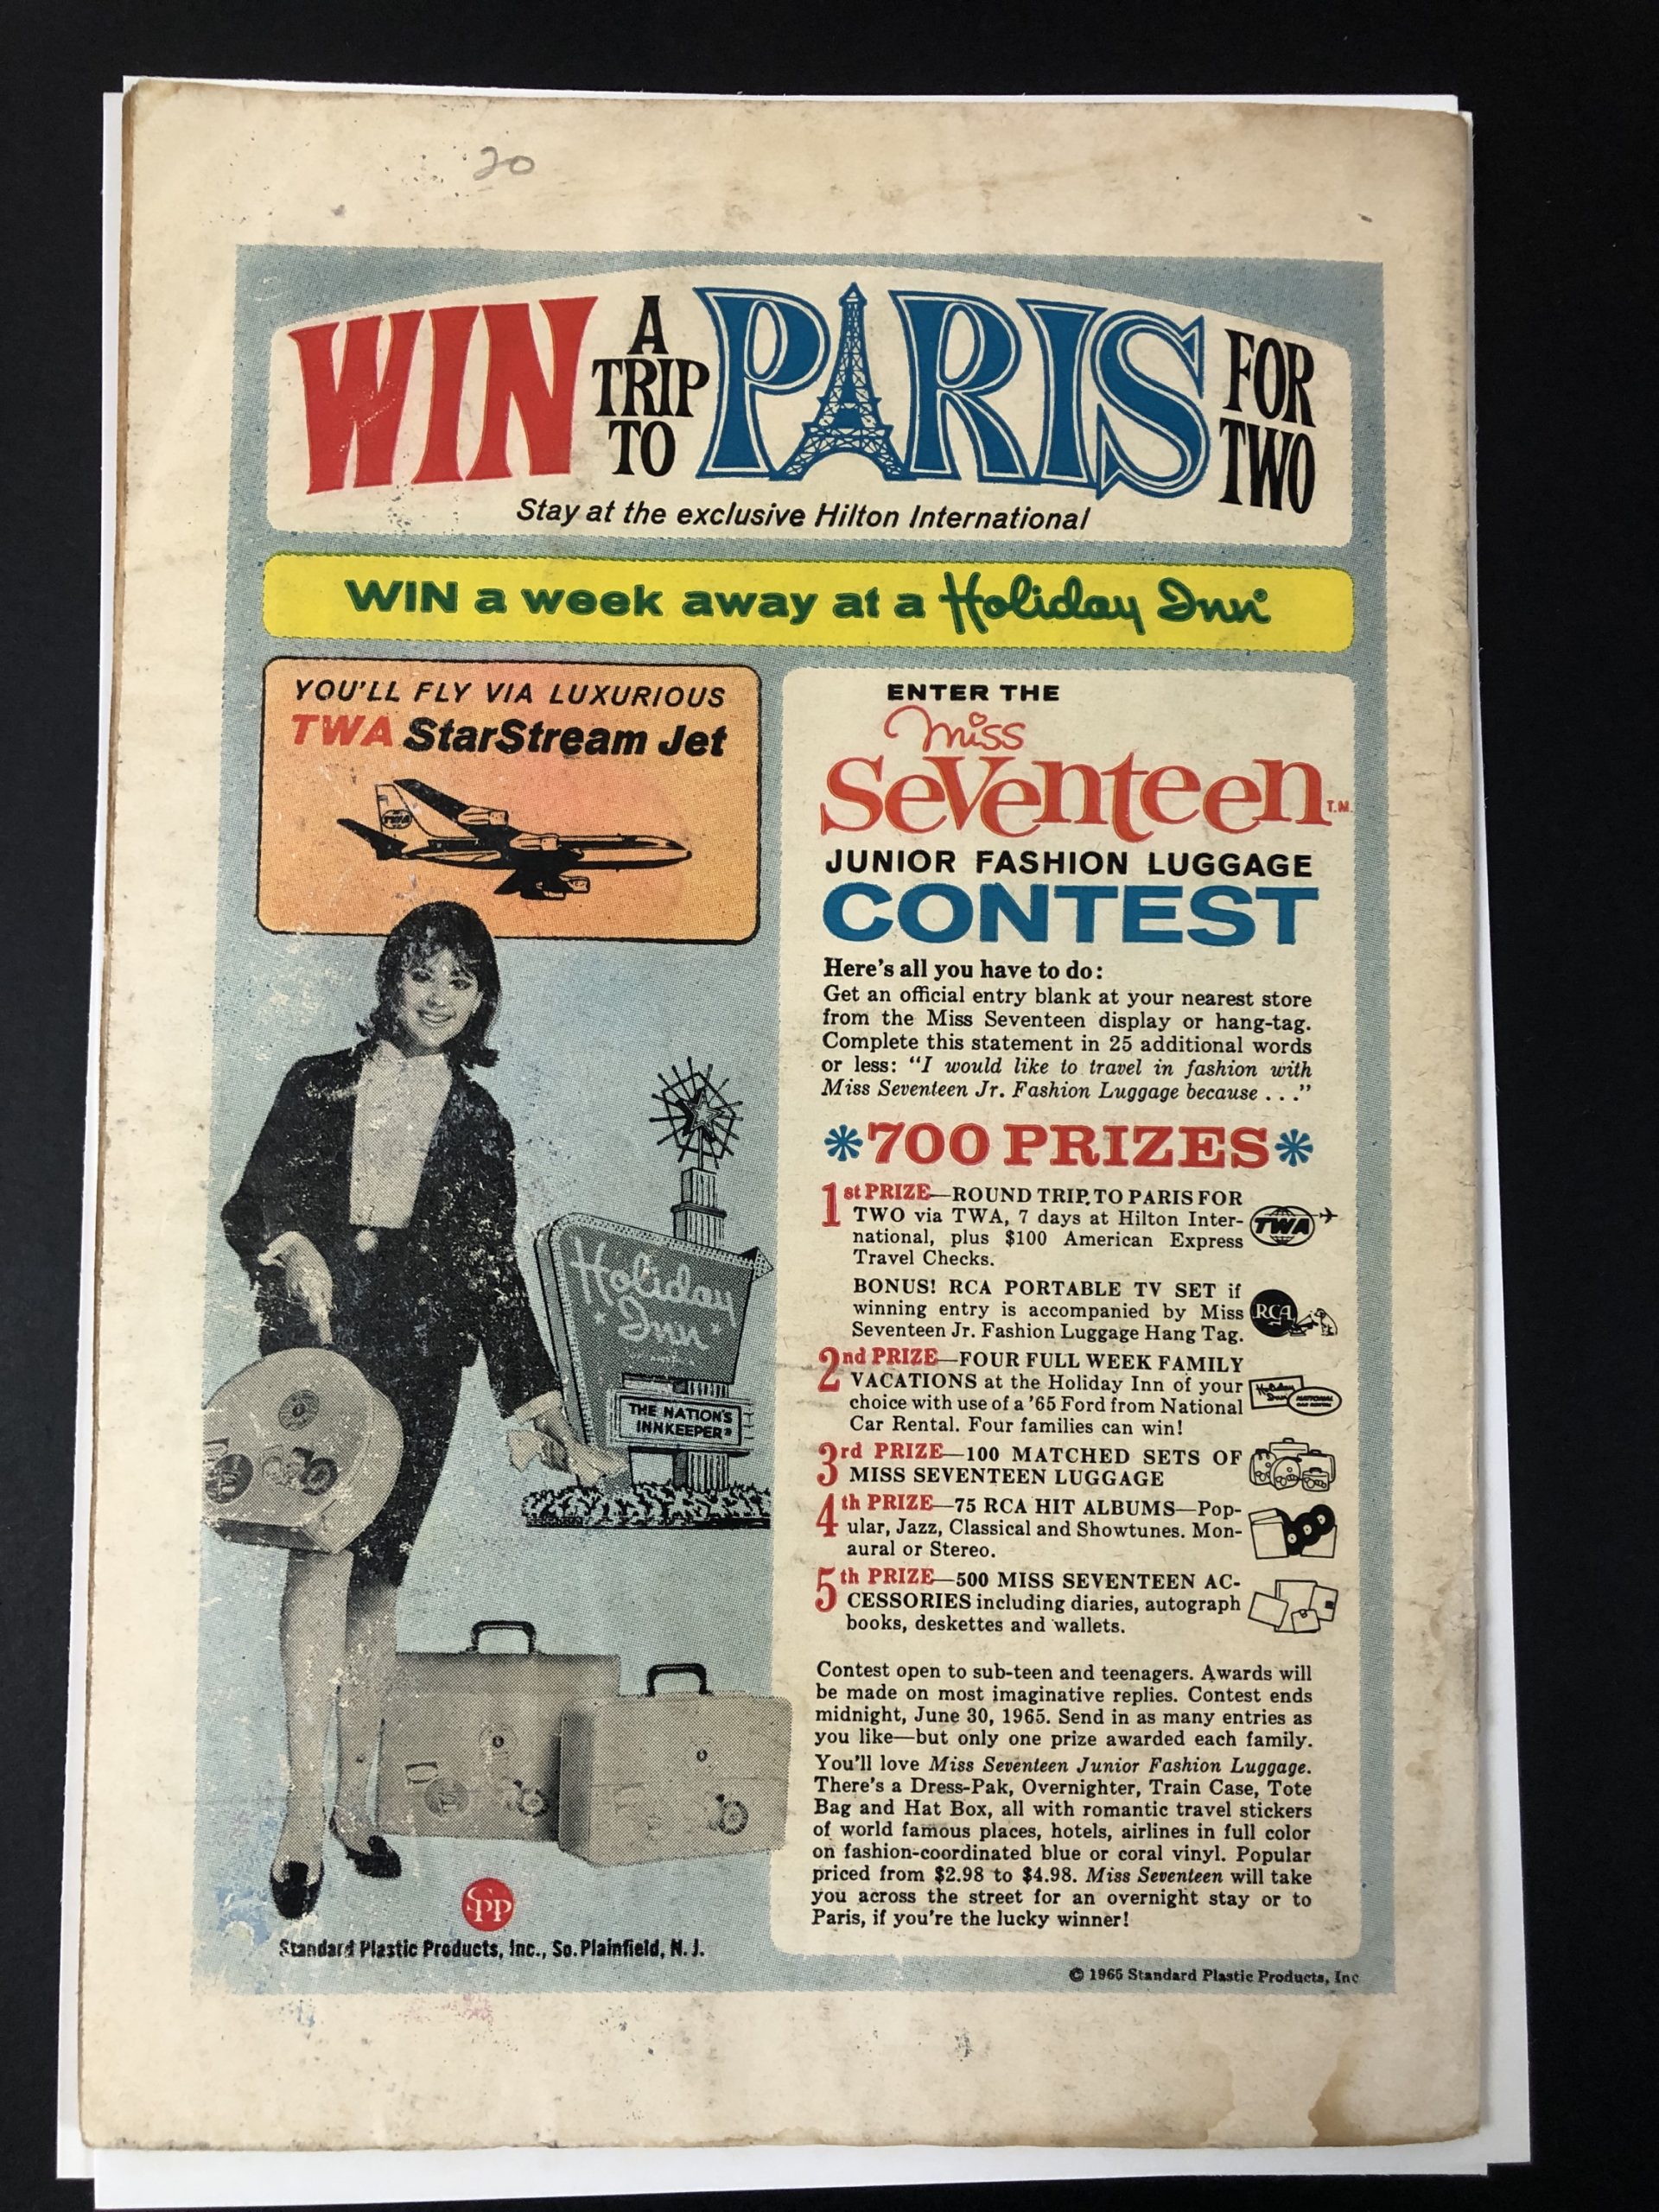 20
WIN A TRIP TO PARIS FOR TWO
Stay at the exclusive Hilton International
WIN a week away at a Holiday Inn®
YOU'LL FLY VIA LUXURIOUS
TWA StarStream Jet
TWA
ENTER THE
Miss
Seventeen T.M.
JUNIOR FASHION LUGGAGE
CONTEST
Here's all you have to do:
Get an official entry blank at your nearest store
from the Miss Seventeen display or hang-tag.
Complete this statement in 25 additional words
or less: "I would like to travel in fashion with
Miss Seventeen Jr. Fashion Luggage because . . ."
*700 PRIZES*
1st PRIZE—ROUND TRIP, TO PARIS FOR
TWO via TWA, 7 days at Hilton Inter-
national, plus $100 American Express
Travel Checks.
TWA
BONUS! RCA PORTABLE TV SET if
winning entry is accompanied by Miss
Seventeen Jr. Fashion Luggage Hang Tag.
RCA
2nd PRIZE—FOUR FULL WEEK FAMILY
VACATIONS at the Holiday Inn of your
choice with use of a '65 Ford from National
Car Rental. Four families can win!
Holiday Inn
NATIONAL
3rd PRIZE—100 MATCHED SETS OF
MISS SEVENTEEN LUGGAGE
4th PRIZE—75 RCA HIT ALBUMS—Pop-
ular, Jazz, Classical and Showtunes. Mon-
aural or Stereo.
5th PRIZE—500 MISS SEVENTEEN AC-
CESSORIES including diaries, autograph
books, deskettes and wallets.
Contest open to sub-teen and teenagers. Awards will
be made on most imaginative replies. Contest ends
midnight, June 30, 1965. Send in as many entries as
you like—but only one prize awarded each family.
You'll love Miss Seventeen Junior Fashion Luggage.
There's a Dress-Pak, Overnighter, Train Case, Tote
Bag and Hat Box, all with romantic travel stickers
of world famous places, hotels, airlines in full color
on fashion-coordinated blue or coral vinyl. Popular
priced from $2.98 to $4.98. Miss Seventeen will take
you across the street for an overnight stay or to
Paris, if you're the lucky winner!
Holiday
Inn
THE NATION'S
INNKEEPER®
SPP
Standard Plastic Products, Inc., So. Plainfield, N. J.
© 1965 Standard Plastic Products, Inc